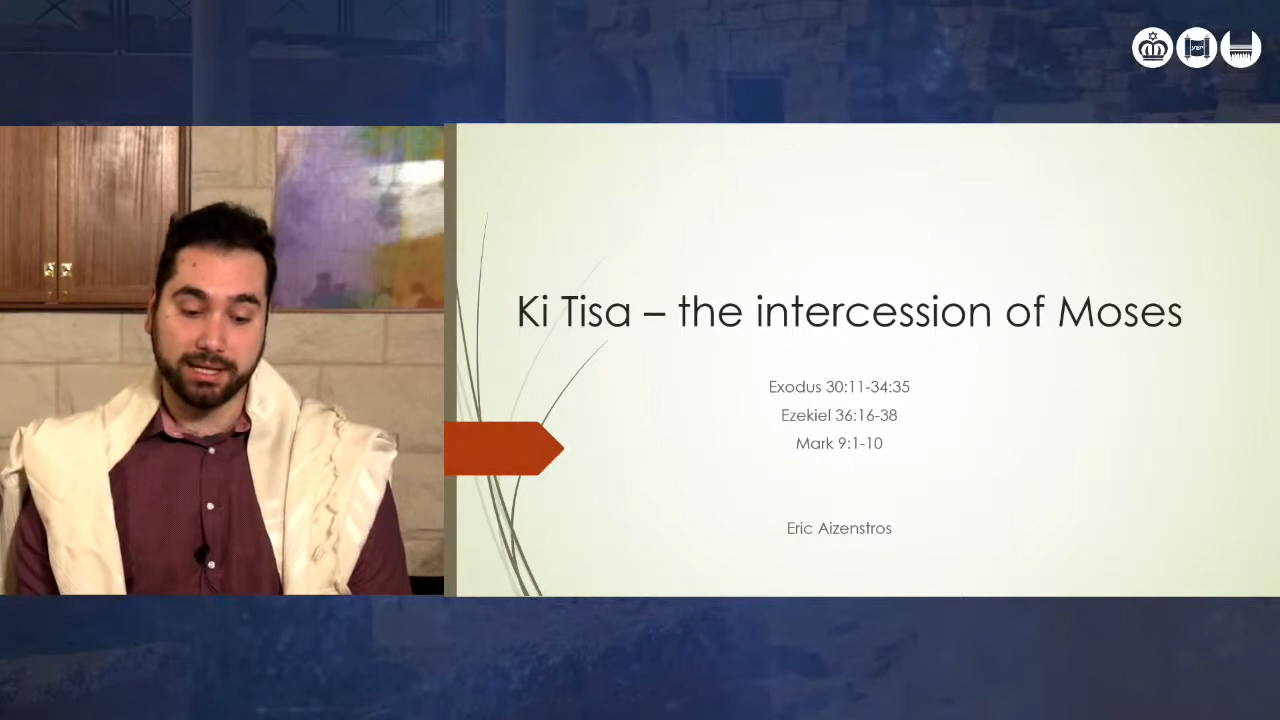 Ki Tisa – the intercession of Moses
Exodus 30:11-34:35
Ezekiel 36:16-38
Mark 9:1-10
Eric Aizenstros